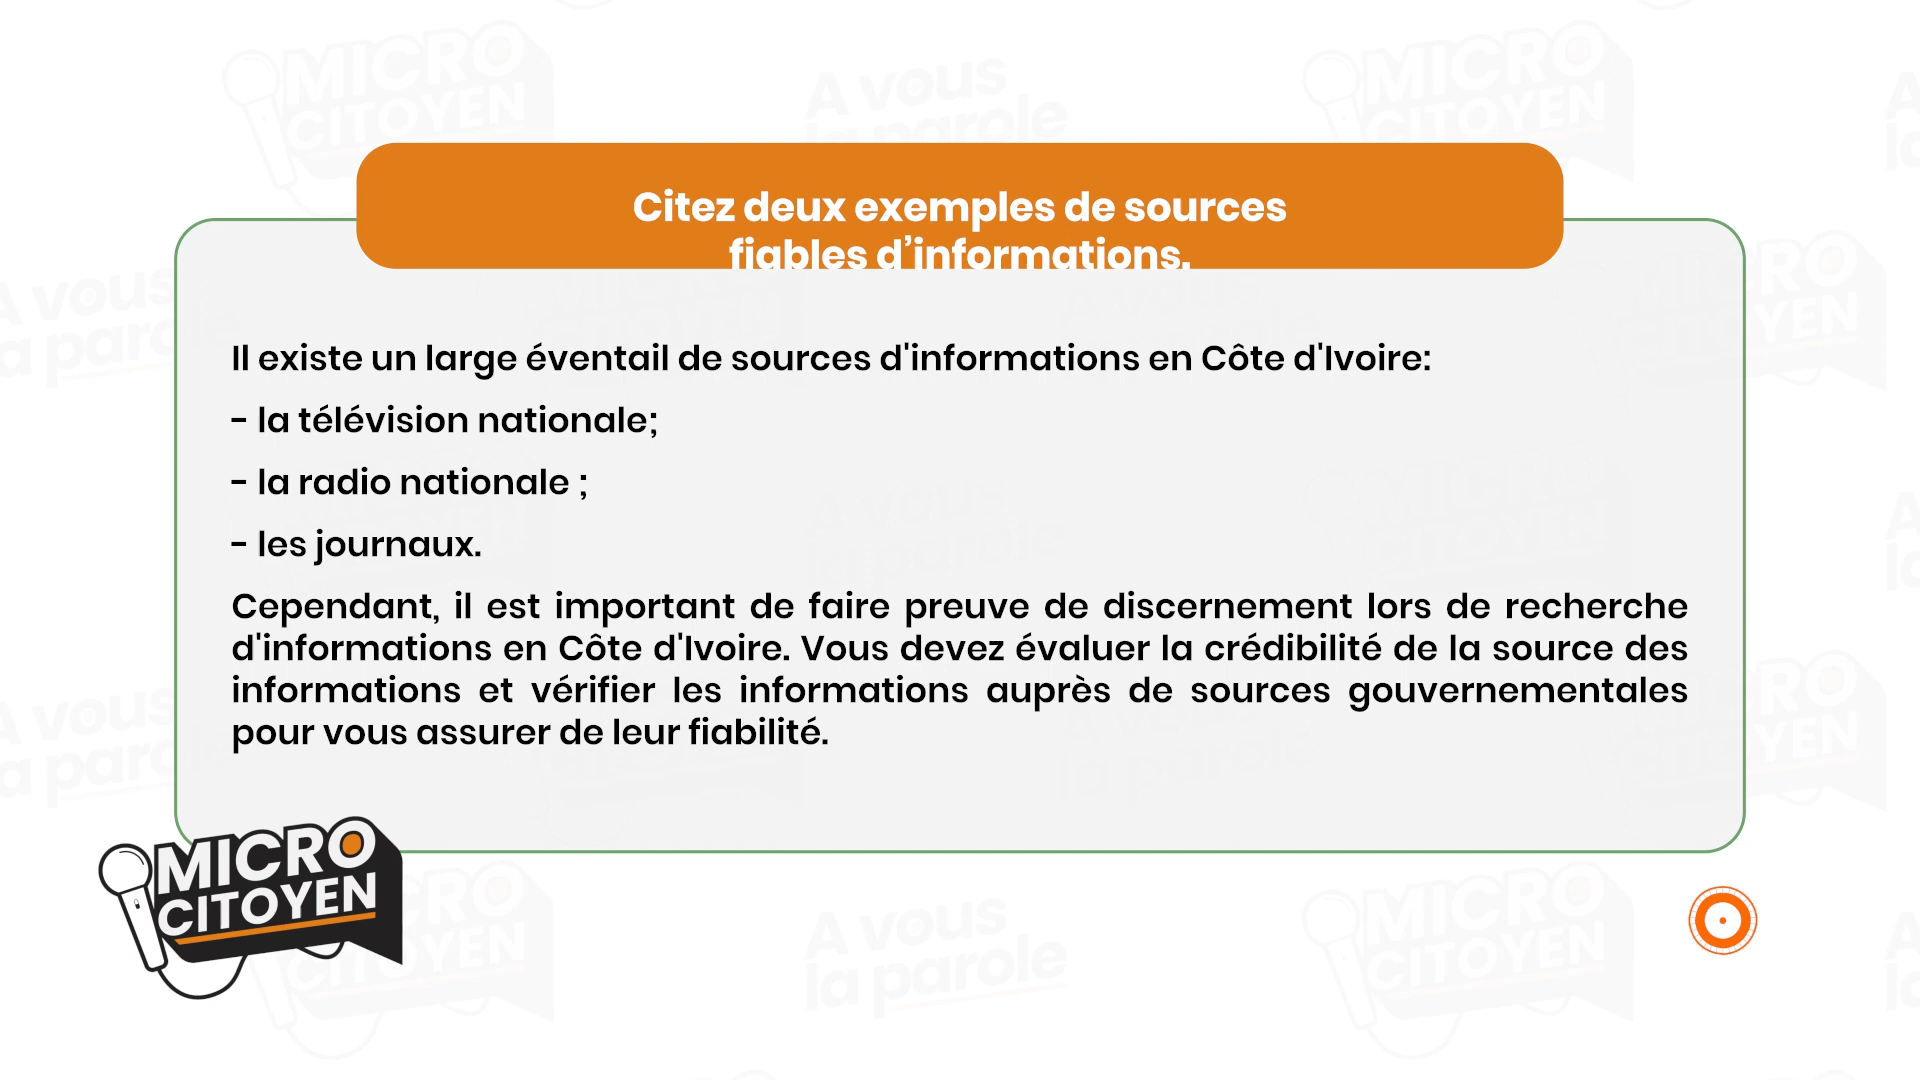 Citez deux exemples de sources
fiables d’informations.
Il existe un large éventail de sources d'informations en Côte d'Ivoire:
- la télévision nationale;
- la radio nationale ;
- les journaux.
Cependant, il est important de faire preuve de discernement lors de recherche
d'informations en Côte d'Ivoire. Vous devez évaluer la crédibilité de la source des
informations et vérifier les informations auprès de sources gouvernementales
pour vous assurer de leur fiabilité.
MICRO
CITOYEN